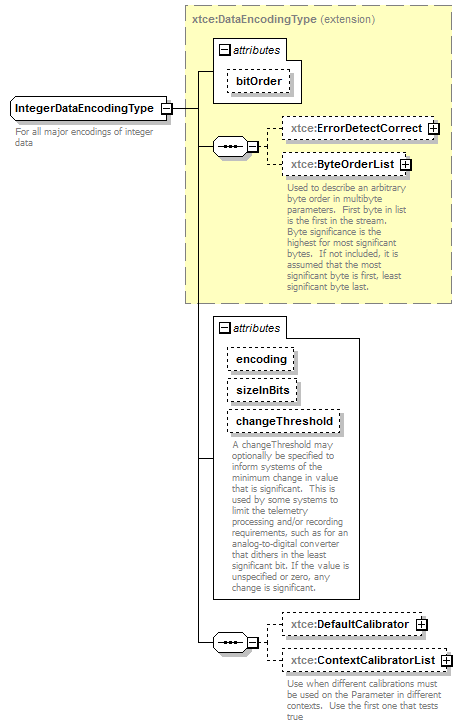 xtce:DataEncodingType (extension)
attributes
bitOrder
IntegerDataEncodingType
For all major encodings of integer
data
xtce:ErrorDetectCorrect
xtce:ByteOrderList
Used to describe an arbitrary
byte order in multibyte
parameters.  First byte in list
is the first in the stream.
Byte significance is the
highest for most significant
bytes.  If not included, it is
assumed that the most
significant byte is first, least
significant byte last.
attributes
encoding
sizeInBits
changeThreshold
A changeThreshold may
optionally be specified to
inform systems of the
minimum change in value
that is significant.  This is
used by some systems to
limit the telemetry
processing and/or recording
requirements, such as for an
analog-to-digital converter
that dithers in the least
significant bit. If the value is
unspecified or zero, any
change is significant.
xtce:DefaultCalibrator
xtce:ContextCalibratorList
Use when different calibrations must
be used on the Parameter in different
contexts.  Use the first one that tests
true